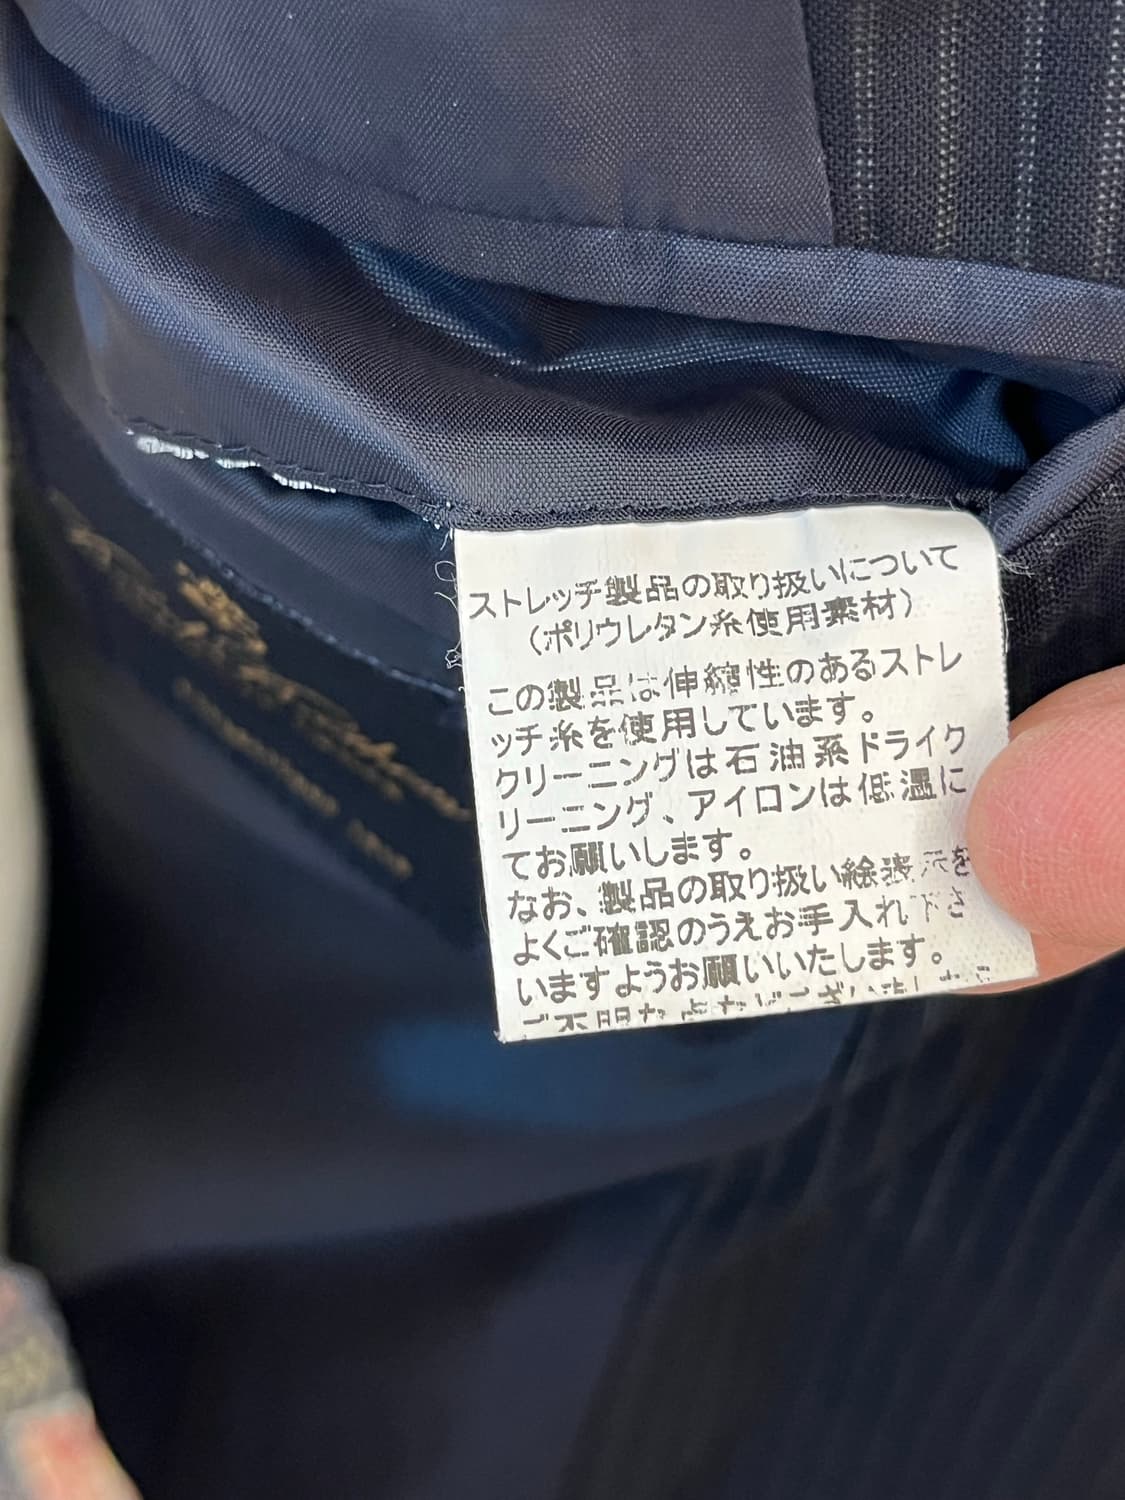 ストレッチ製品の取り扱いについて
（ポリウレタン糸使用素材）
この製品は伸縮性のあるストレ
ッチ糸を使用しています。
クリーニングは石油系ドライク
リーニング、アイロンは低温に
てお願いします。
なお、製品の取り扱い絵表示を
よくご確認のうえお手入れ下さ
いますようお願いいたします。